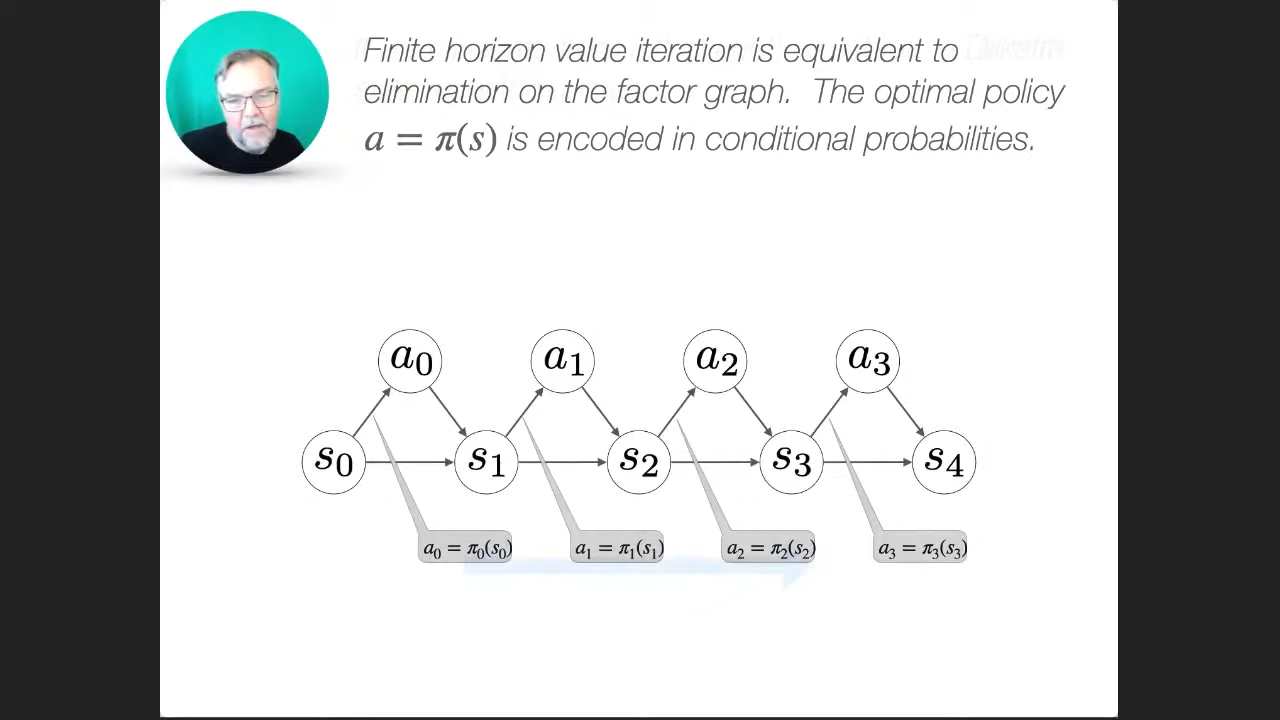 Finite horizon value iteration is equivalent to
elimination on the factor graph. The optimal policy
a = π(s) is encoded in conditional probabilities.
a₀ a₁ a₂ a₃
s₀ s₁ s₂ s₃ s₄
a₀ = π₀(s₀) a₁ = π₁(s₁) a₂ = π₂(s₂) a₃ = π₃(s₃)